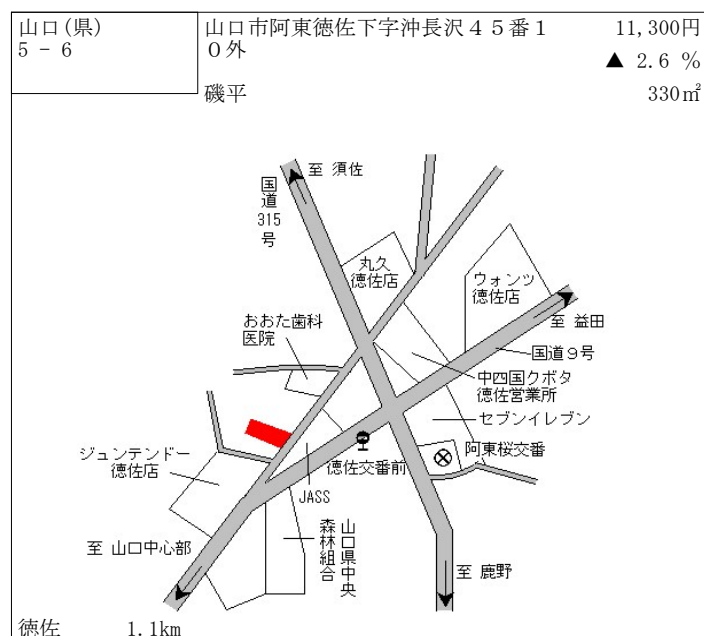 山口(県)
5 － 6
山口市阿東徳佐下字沖長沢４５番１
０外
11,300円
▲ 2.6 %
磯平
330㎡
至 須佐
国道315号
丸久
徳佐店
ウォンツ
徳佐店
おおた歯科
医院
至 益田
国道９号
中四国クボタ
徳佐営業所
セブンイレブン
阿東桜交番
徳佐交番前
ジュンテンドー
徳佐店
JASS
山口県中央
森林組合
至 山口中心部
至 鹿野
徳佐 1.1km